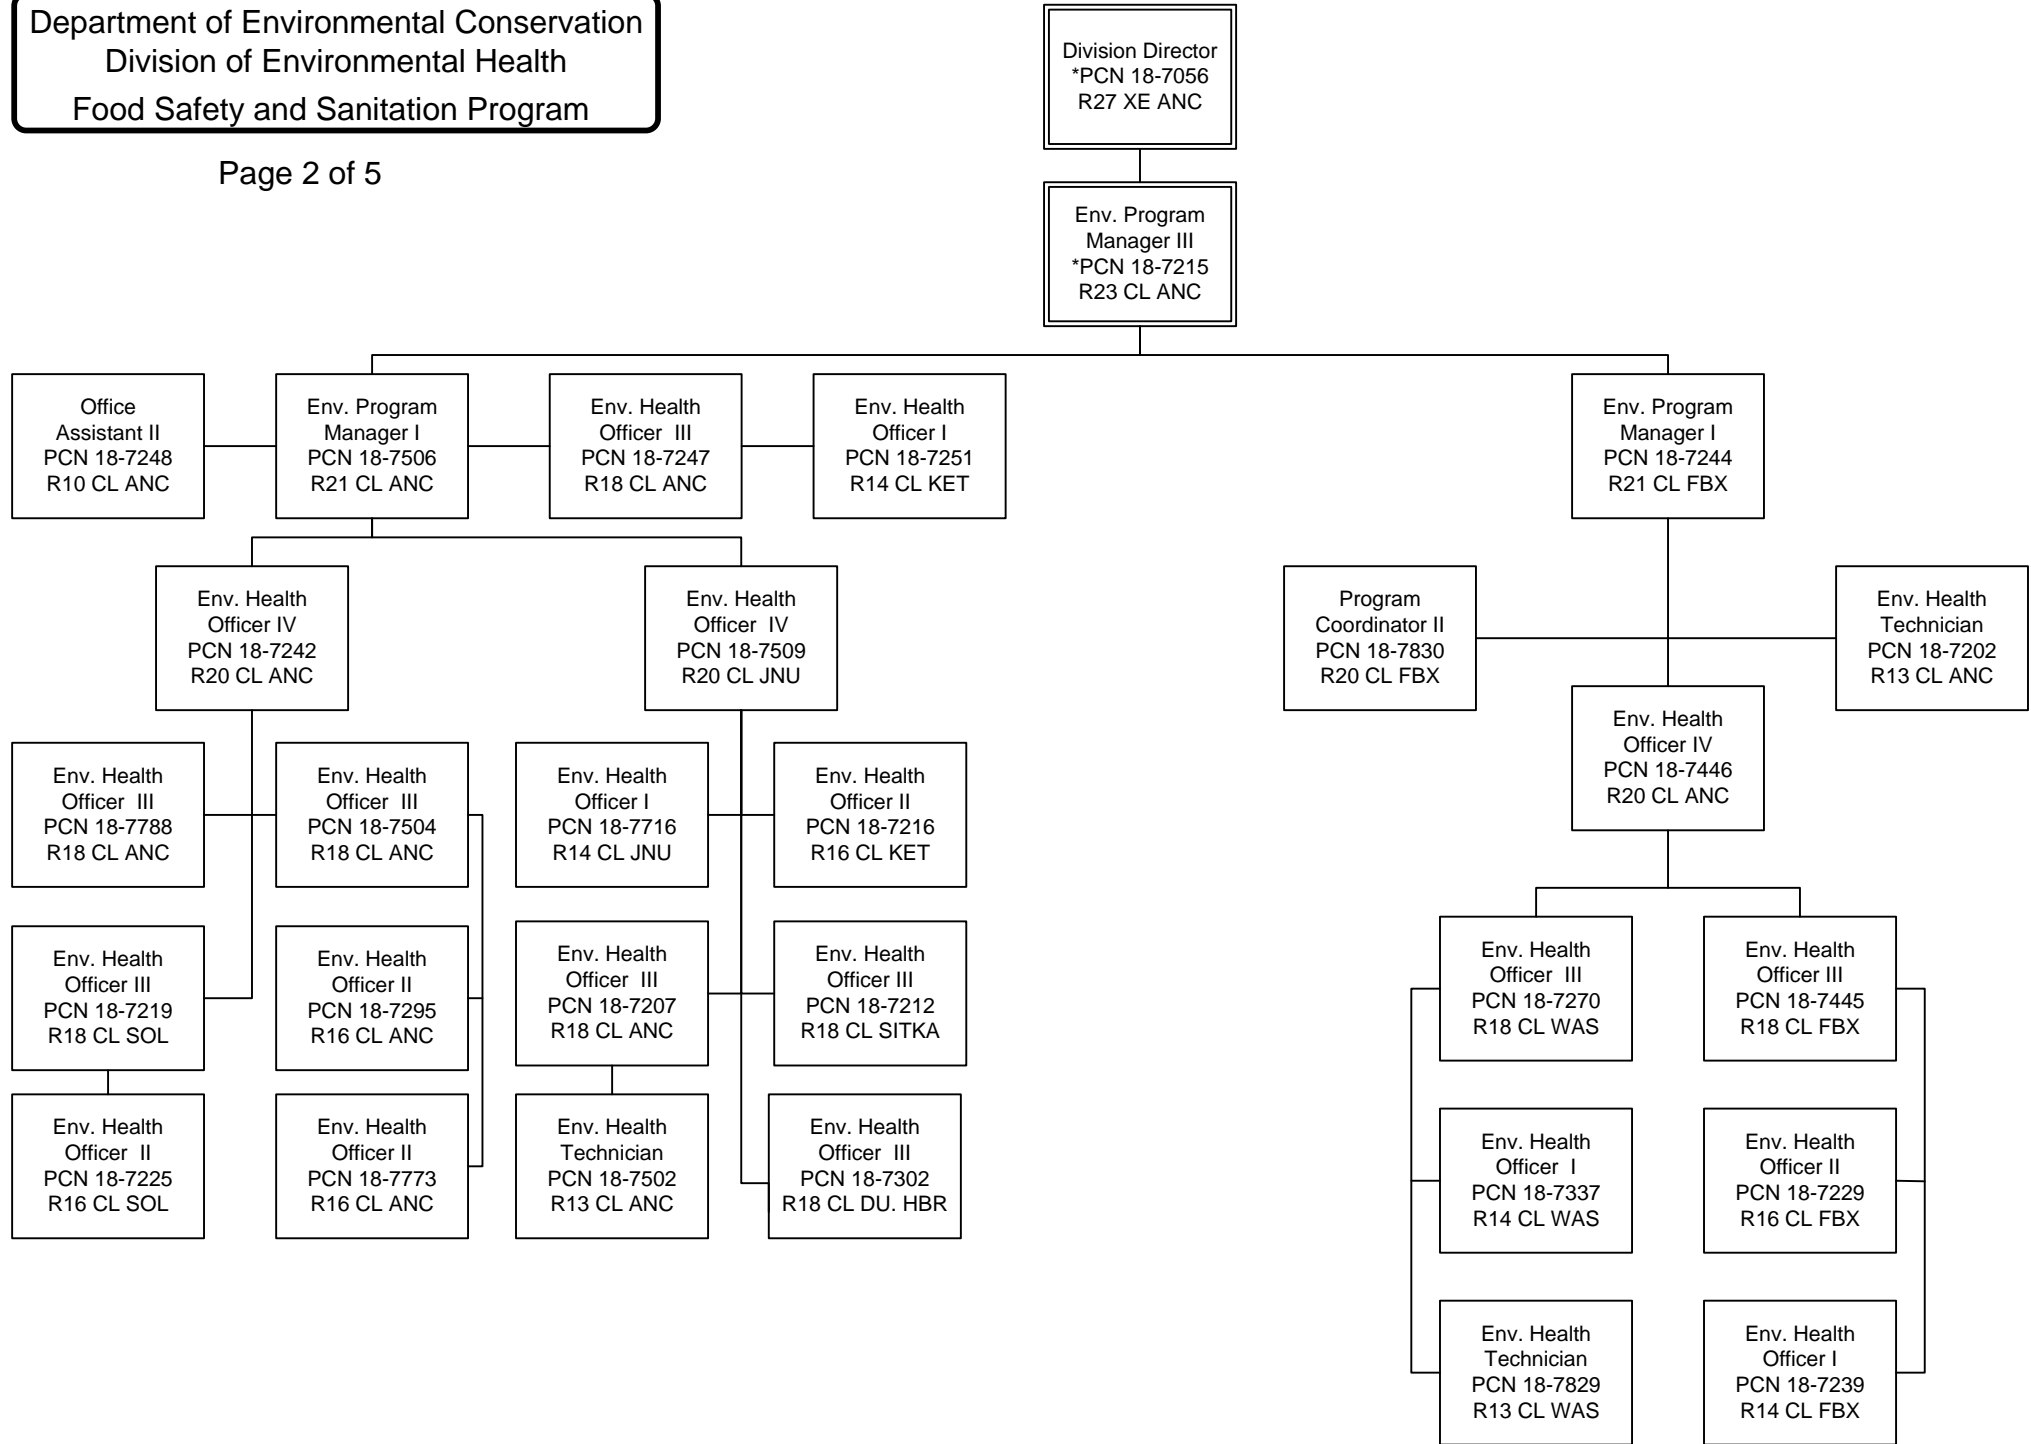 Department of Environmental Conservation
Division of Environmental Health
Food Safety and Sanitation Program
Page 2 of 5
Division Director
*PCN 18-7056
R27 XE ANC
Env. Program
Manager III
*PCN 18-7215
R23 CL ANC
Office
Assistant II
PCN 18-7248
R10 CL ANC
Env. Program
Manager I
PCN 18-7506
R21 CL ANC
Env. Health
Officer III
PCN 18-7247
R18 CL ANC
Env. Health
Officer I
PCN 18-7251
R14 CL KET
Env. Program
Manager I
PCN 18-7244
R21 CL FBX
Env. Health
Officer IV
PCN 18-7242
R20 CL ANC
Env. Health
Officer IV
PCN 18-7509
R20 CL JNU
Program
Coordinator II
PCN 18-7830
R20 CL FBX
Env. Health
Technician
PCN 18-7202
R13 CL ANC
Env. Health
Officer IV
PCN 18-7446
R20 CL ANC
Env. Health
Officer III
PCN 18-7788
R18 CL ANC
Env. Health
Officer III
PCN 18-7504
R18 CL ANC
Env. Health
Officer I
PCN 18-7716
R14 CL JNU
Env. Health
Officer II
PCN 18-7216
R16 CL KET
Env. Health
Officer III
PCN 18-7219
R18 CL SOL
Env. Health
Officer II
PCN 18-7295
R16 CL ANC
Env. Health
Officer III
PCN 18-7207
R18 CL ANC
Env. Health
Officer III
PCN 18-7212
R18 CL SITKA
Env. Health
Officer III
PCN 18-7270
R18 CL WAS
Env. Health
Officer III
PCN 18-7445
R18 CL FBX
Env. Health
Officer II
PCN 18-7225
R16 CL SOL
Env. Health
Officer II
PCN 18-7773
R16 CL ANC
Env. Health
Technician
PCN 18-7502
R13 CL ANC
Env. Health
Officer III
PCN 18-7302
R18 CL DU. HBR
Env. Health
Officer I
PCN 18-7337
R14 CL WAS
Env. Health
Officer II
PCN 18-7229
R16 CL FBX
Env. Health
Technician
PCN 18-7829
R13 CL WAS
Env. Health
Officer I
PCN 18-7239
R14 CL FBX